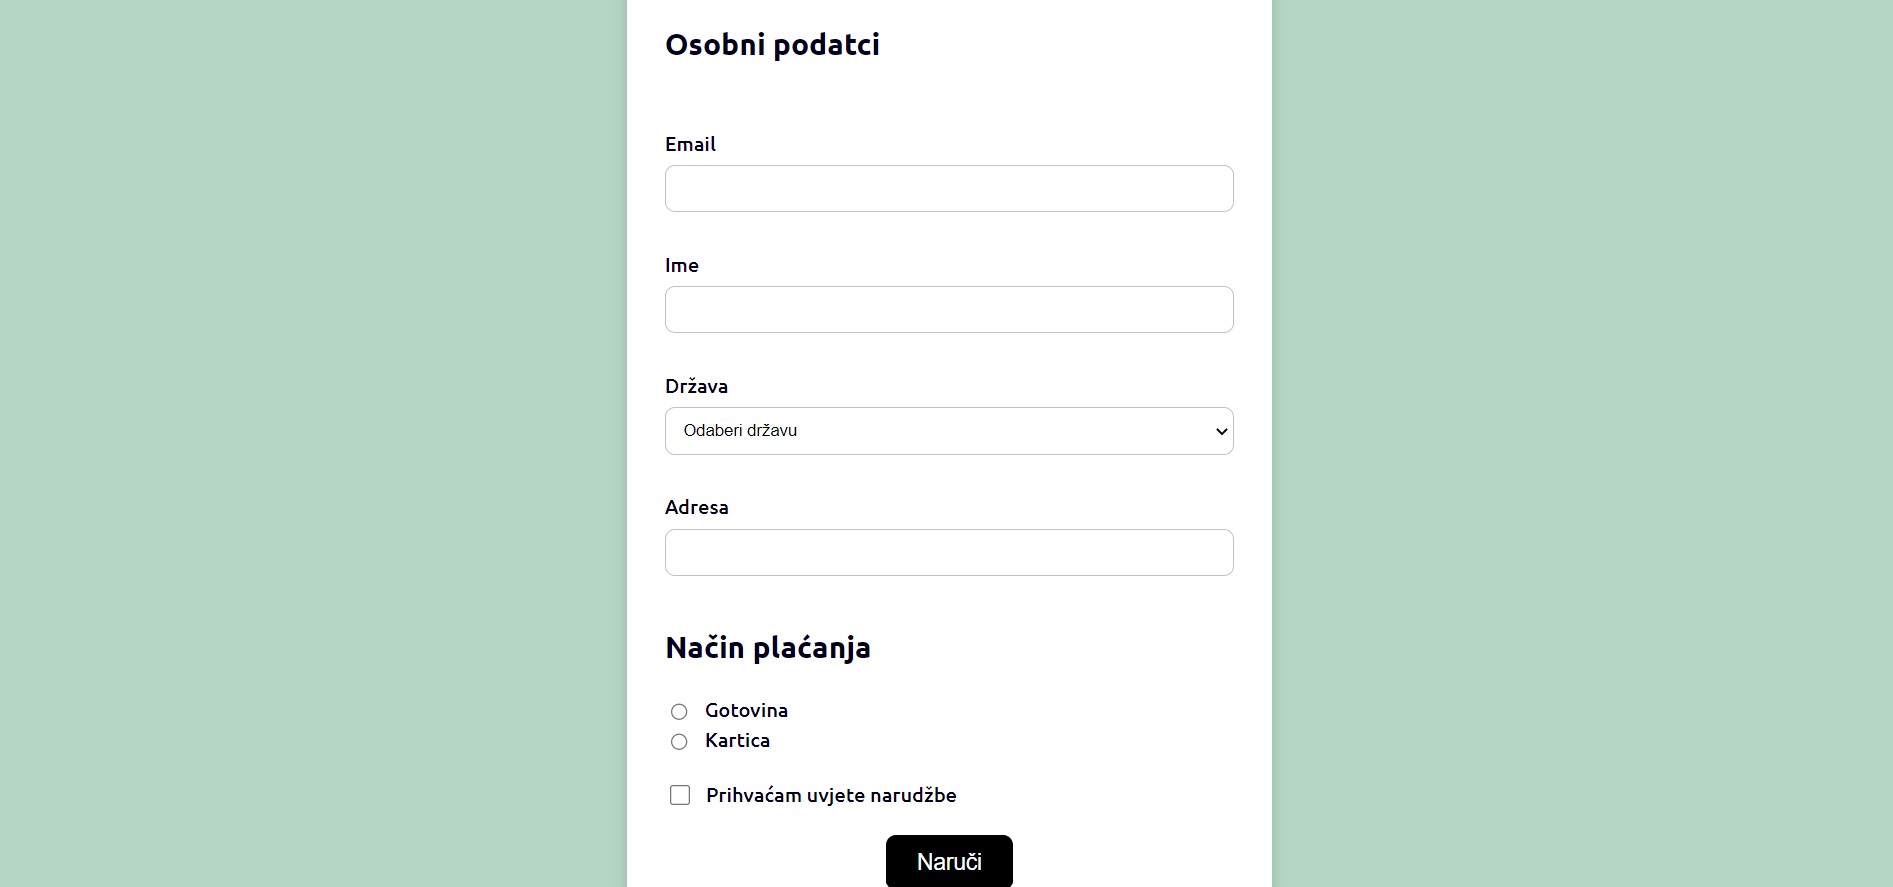 Osobni podatci
Email
Ime
Država
Odaberi državu
Adresa
Način plaćanja
Gotovina
Kartica
Prihvaćam uvjete narudžbe
Naruči